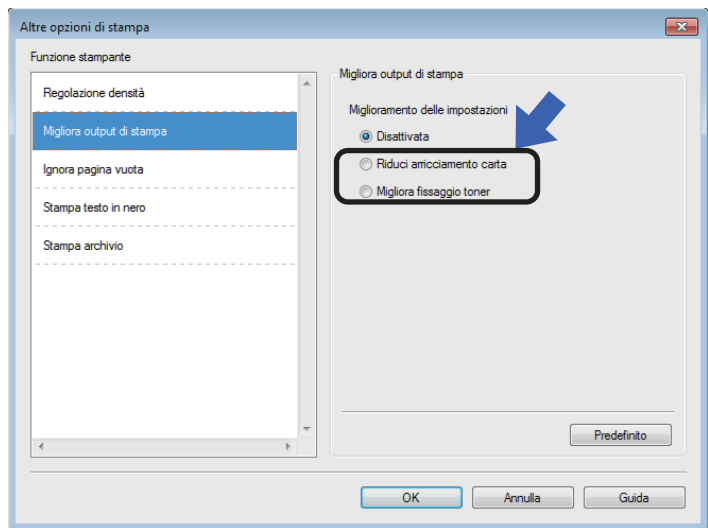 Altre opzioni di stampa
Funzione stampante
Regolazione densità
Migliora output di stampa
Ignora pagina vuota
Stampa testo in nero
Stampa archivio
Migliora output di stampa
Miglioramento delle impostazioni
Disattivata
Riduci arricciamento carta
Migliora fissaggio toner
Predefinito
OK
Annulla
Guida